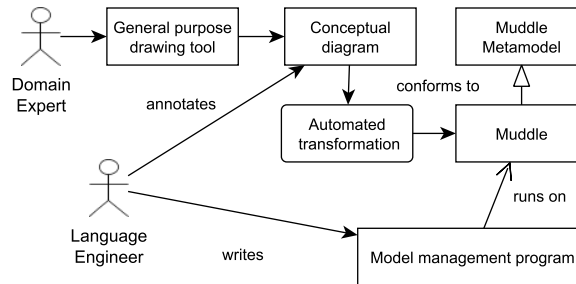 General purpose
drawing tool
Conceptual
diagram
Muddle
Metamodel
Domain
Expert
annotates
conforms to
Automated
transformation
Muddle
Language
Engineer
runs on
writes
Model management program